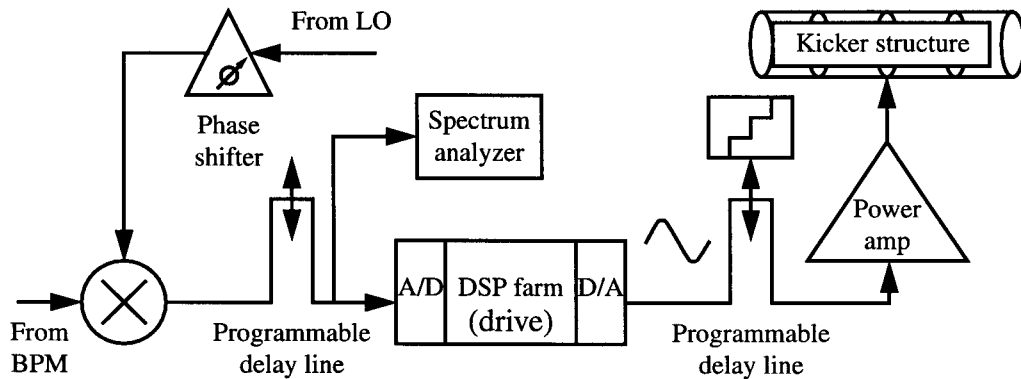 From LO
Kicker structure
Phase
shifter
Spectrum
analyzer
Power
amp
A/D
DSP farm
(drive)
D/A
From
BPM
Programmable
delay line
Programmable
delay line